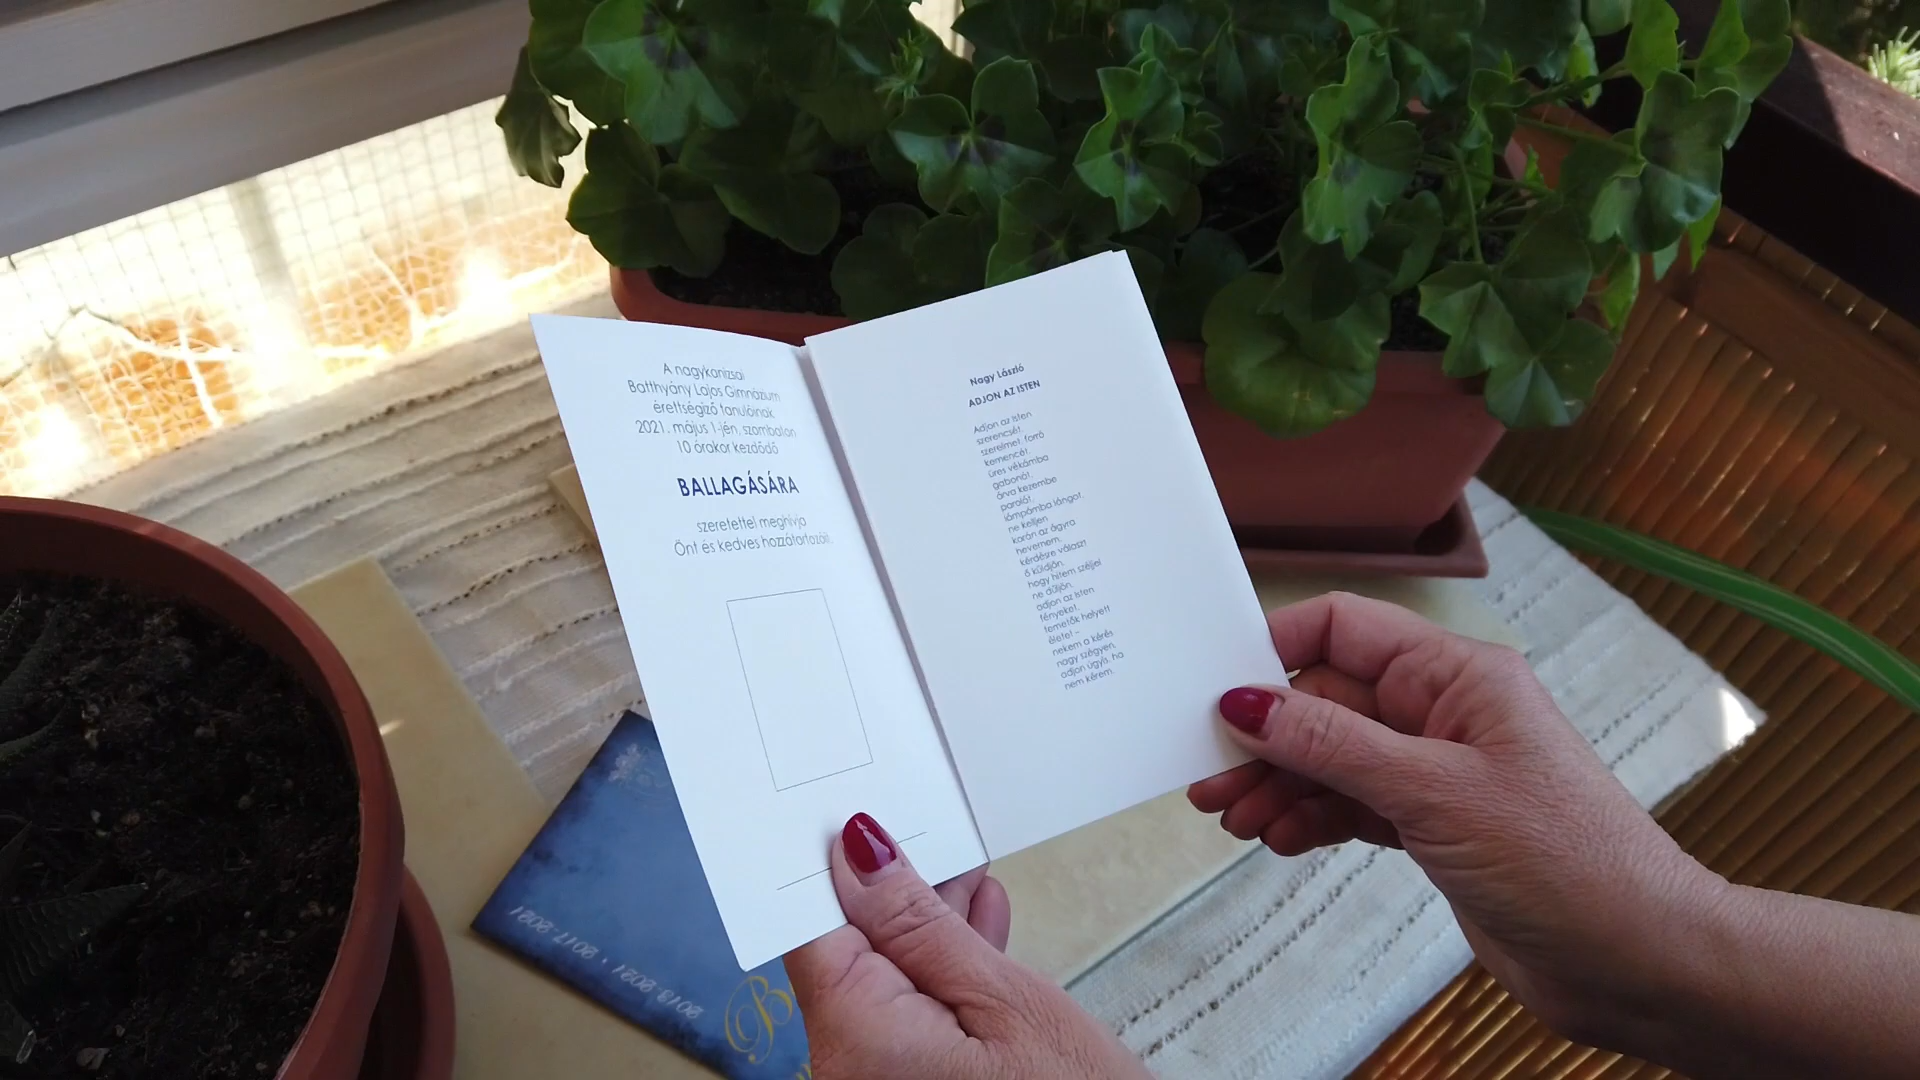 A nagykanizsai
Batthyány Lajos Gimnázium
érettségiző tanulóinak
2021. május 1-jén, szombaton
10 órakor kezdődő
BALLAGÁSÁRA
szeretettel meghívja
Önt és kedves hozzátartozóit.
Nagy László
ADJON AZ ISTEN
Adjon az Isten
szerencsét,
szerelmet, forró
kemencét,
üres vékámba
gabonát,
árva kezembe
parolát,
lámpámba lángot,
ne kelljen
korán az ágyra
hevernem,
kérdésre választ
ő küldjön,
hogy hitem széjjel
ne dűljön,
adjon az Isten
fényeket,
temetők helyett
életet –
nekem a kérés
nagy szégyen,
adjon úgyis, ha
nem kérem.
2013-2021 · 2017-2021
B